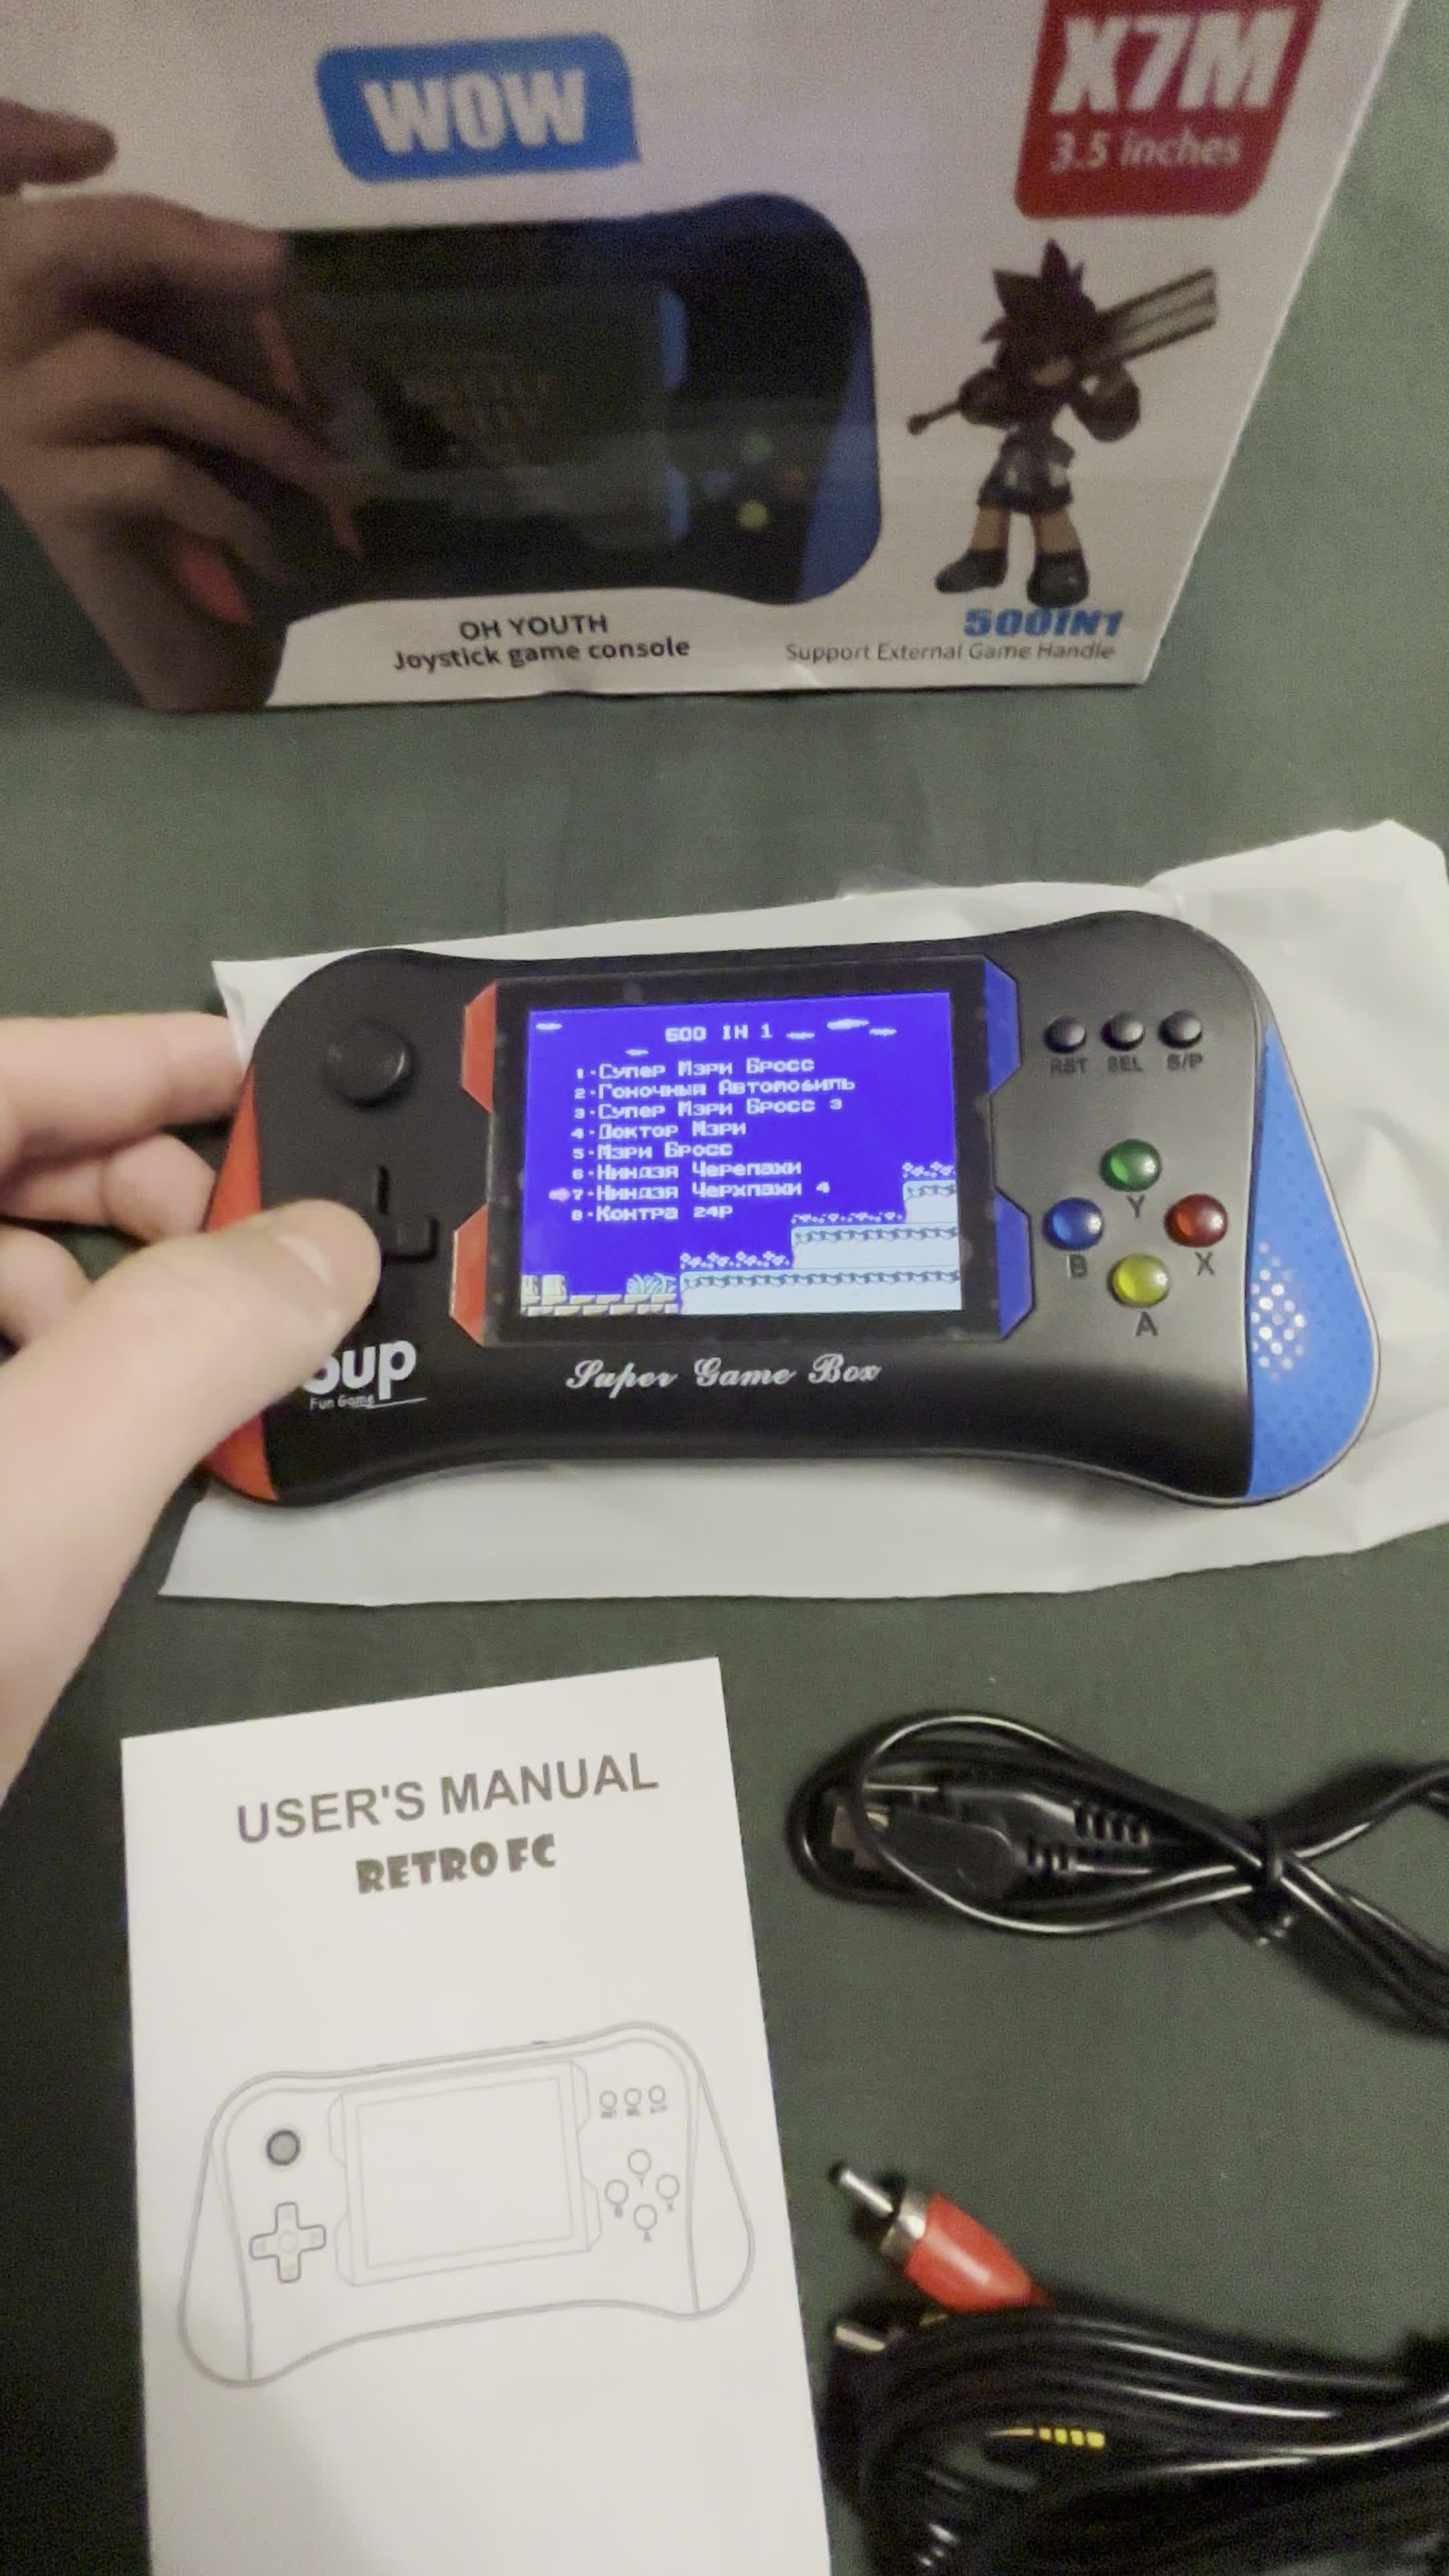 WOW
X7M
3.5 inches
OH YOUTH
Joystick game console
500IN1
Support External Game Handle
500 IN 1
1·Супер Мэри Бросс
2·Гоночный Автомобиль
3·Супер Мэри Бросс 3
4·Доктор Мэри
5·Мэри Бросс
6·Ниндзя Черепахи
7·Ниндзя Черхпахи 4
8·Контра 24Р
RST SEL S/P
Y
B
X
A
Sup
Fun Game
Super Game Box
USER'S MANUAL
RETRO FC